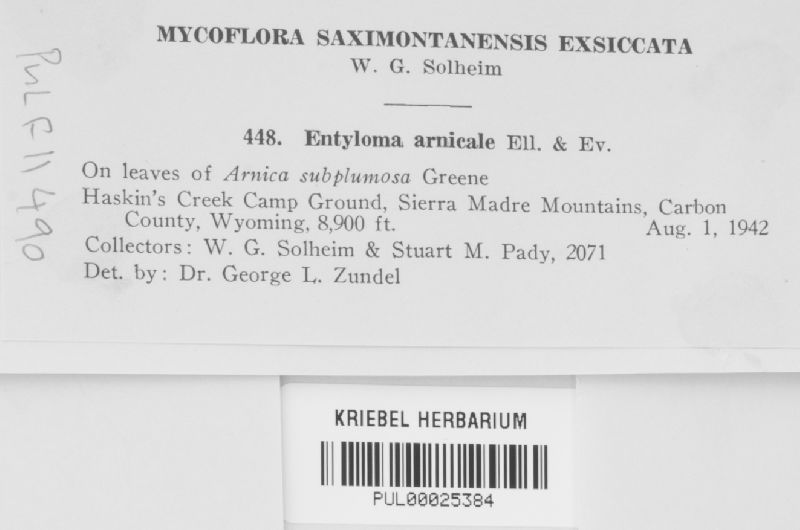 MYCOFLORA SAXIMONTANENSIS EXSICCATA
W. G. Solheim
448. Entyloma arnicale Ell. & Ev.
On leaves of Arnica subplumosa Greene
Haskin's Creek Camp Ground, Sierra Madre Mountains, Carbon
County, Wyoming, 8,900 ft. Aug. 1, 1942
Collectors: W. G. Solheim & Stuart M. Pady, 2071
Det. by: Dr. George L. Zundel
PUL F11490
KRIEBEL HERBARIUM
PUL00025384